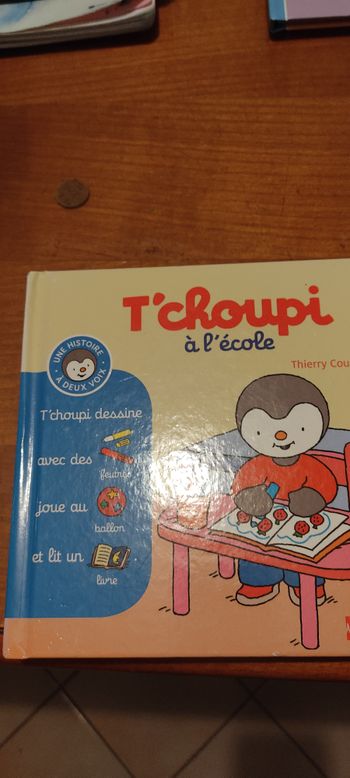 T'choupi
à l'école
Thierry Cou
UNE HISTOIRE
À DEUX VOIX
T'choupi dessine
avec des
feutres
joue au
ballon
et lit un
livre